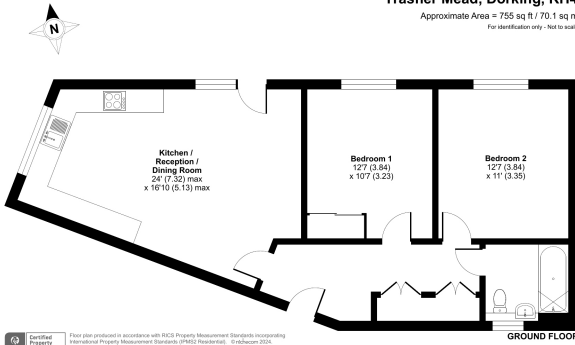 Mead, Dorking, RH4
Approximate Area = 755 sq ft / 70.1 sq m
For identification only - Not to scale
N
Kitchen /
Reception /
Dining Room
24' (7.32) max
x 16'10 (5.13) max
Bedroom 1
12'7 (3.84)
x 10'7 (3.23)
Bedroom 2
12'7 (3.84)
x 11' (3.35)
GROUND FLOOR
Certified
Property
Floor plan produced in accordance with RICS Property Measurement Standards incorporating
International Property Measurement Standards (IPMS2 Residential). © nichecom 2024.